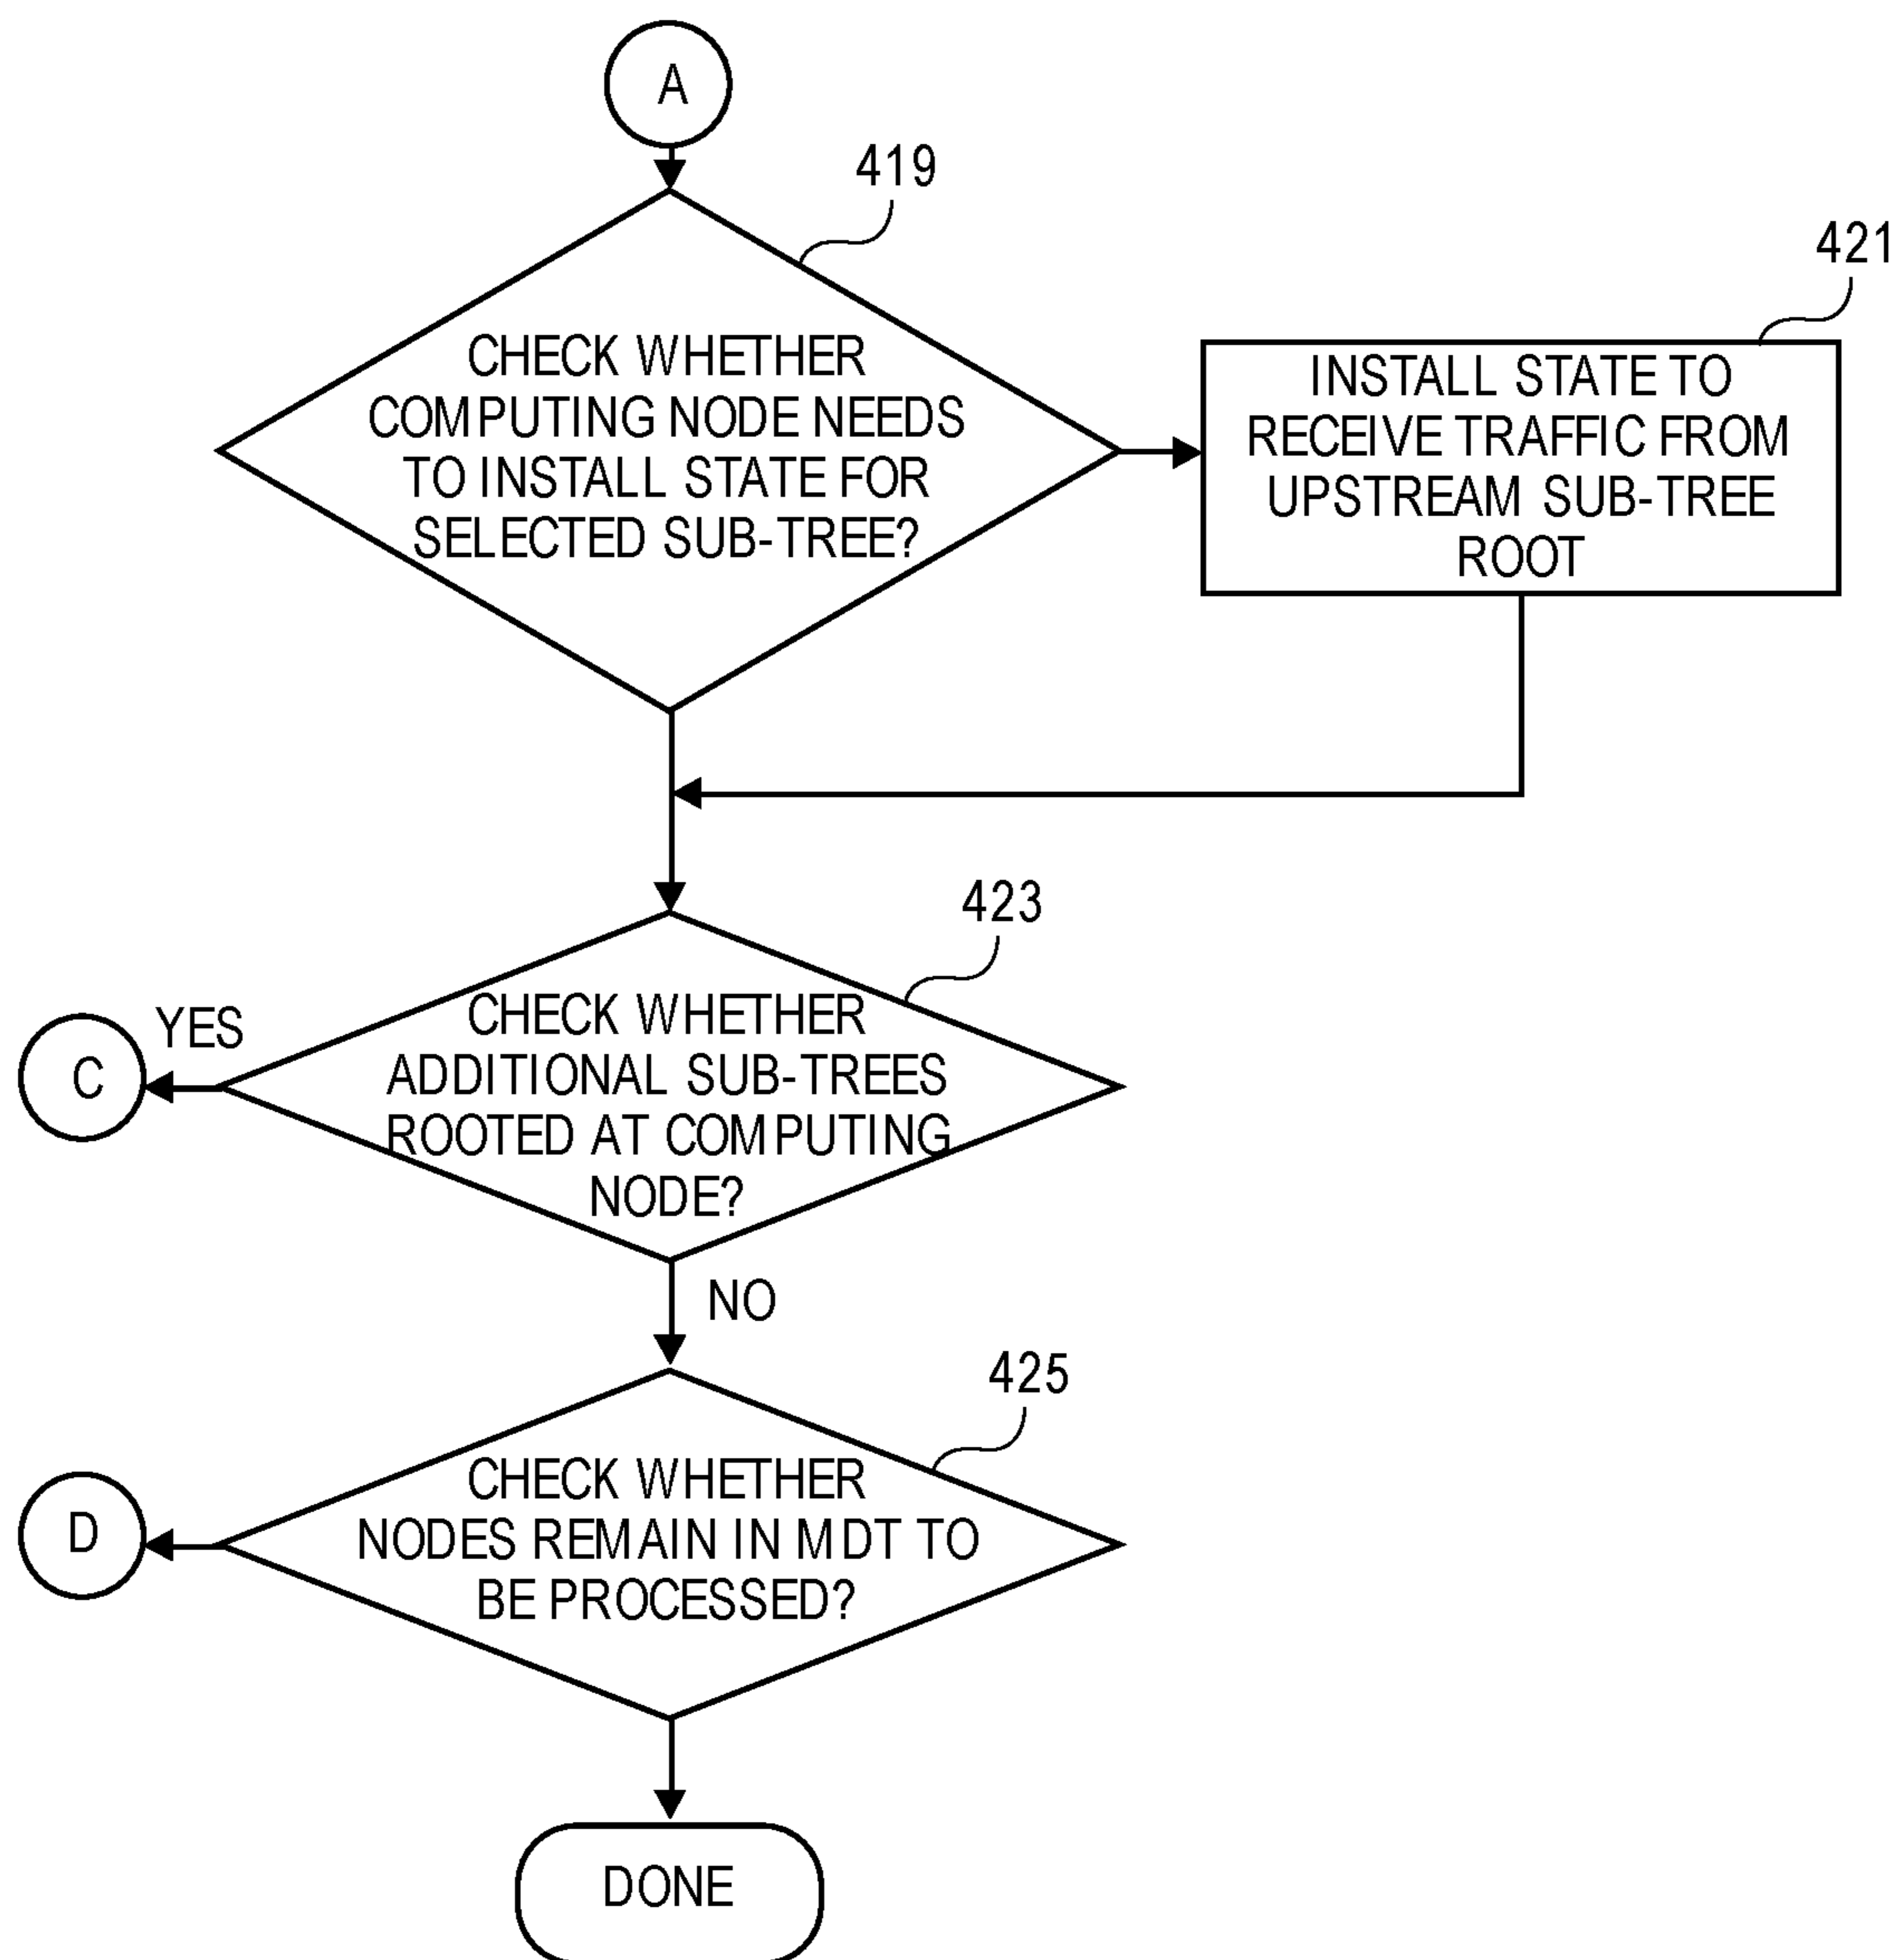 A
419
CHECK WHETHER
COMPUTING NODE NEEDS
TO INSTALL STATE FOR
SELECTED SUB-TREE?
421
INSTALL STATE TO
RECEIVE TRAFFIC FROM
UPSTREAM SUB-TREE
ROOT
423
CHECK WHETHER
ADDITIONAL SUB-TREES
ROOTED AT COMPUTING
NODE?
YES
C
NO
425
CHECK WHETHER
NODES REMAIN IN MDT TO
BE PROCESSED?
D
DONE